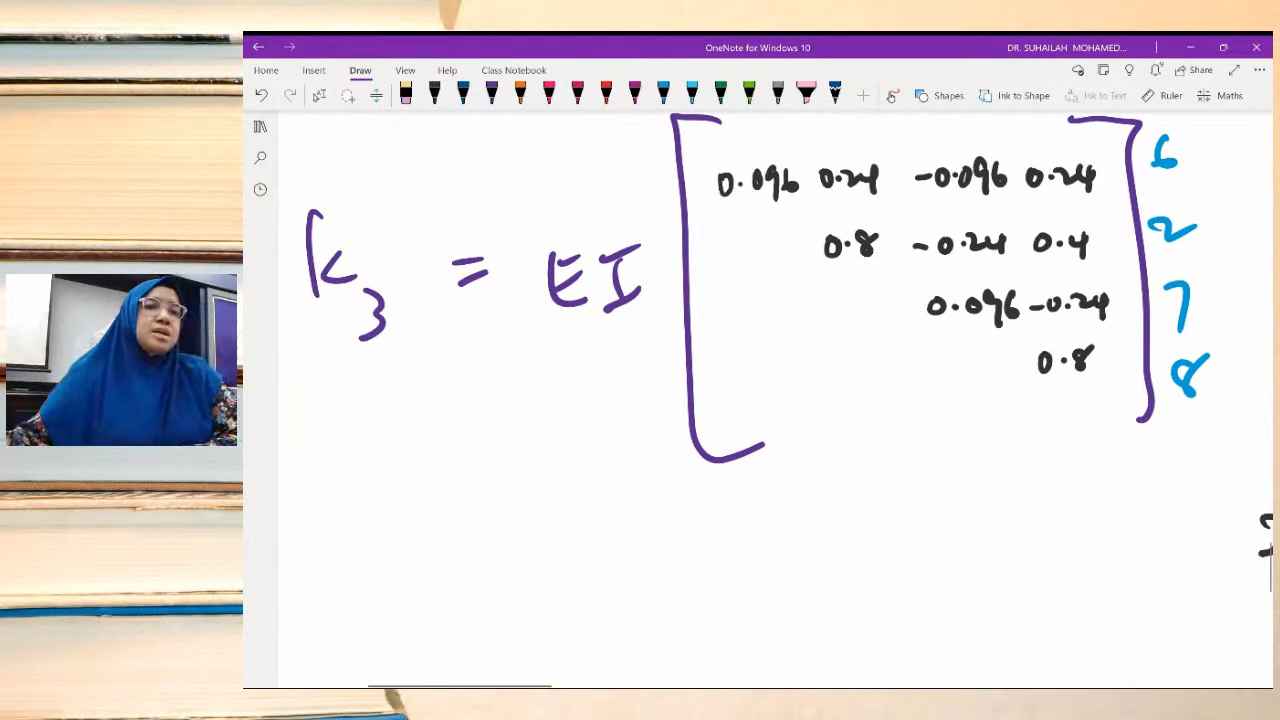 OneNote for Windows 10
DR. SUHAILAH MOHAMED...
Home Insert Draw View Help Class Notebook
Share
Shapes Ink to Shape Ink to Text Ruler Maths
0.096 0.24 -0.096 0.24 6
0.8 -0.24 0.4 2
k3 = EI
0.096 -0.24 7
0.8 8